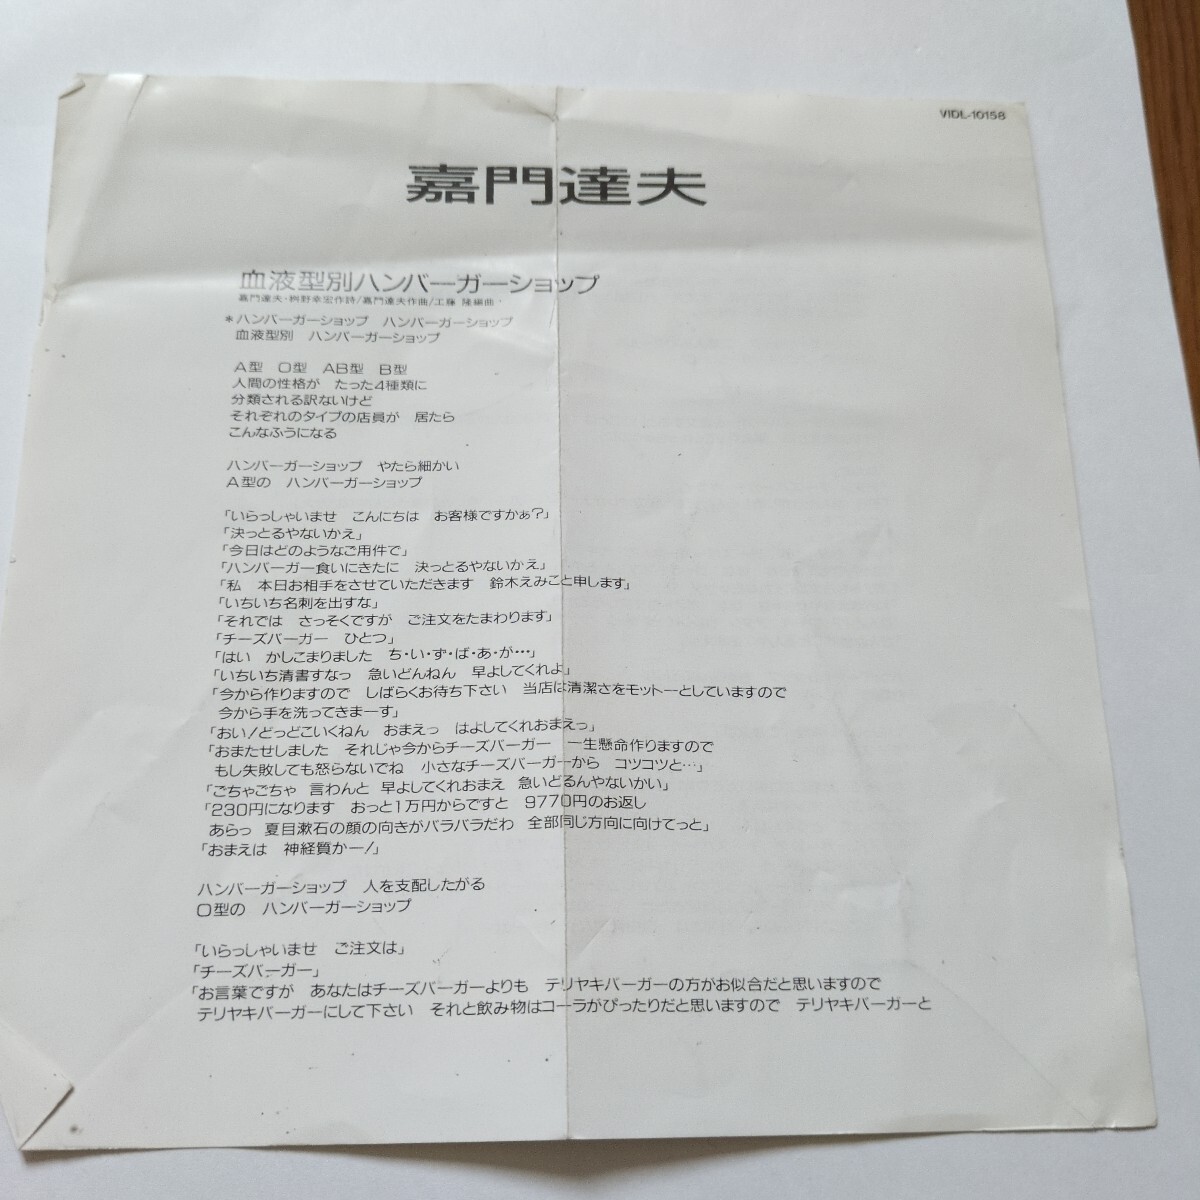 VIDL-10158
嘉門達夫
血液型別ハンバーガーショップ
嘉門達夫・桝野幸宏作詩/嘉門達夫作曲/工藤 隆編曲
*ハンバーガーショップ ハンバーガーショップ
血液型別 ハンバーガーショップ
A型 O型 AB型 B型
人間の性格が たった4種類に
分類される訳ないけど
それぞれのタイプの店員が 居たら
こんなふうになる
ハンバーガーショップ やたら細かい
A型の ハンバーガーショップ
「いらっしゃいませ こんにちは お客様ですかぁ?」
「決っとるやないかえ」
「今日はどのようなご用件で」
「ハンバーガー食いにきたに 決っとるやないかえ」
「私 本日お相手をさせていただきます 鈴木えみこと申します」
「いちいち名刺を出すな」
「それでは さっそくですが ご注文をたまわります」
「チーズバーガー ひとつ」
「はい かしこまりました ち・い・ず・ば・あ・が…」
「いちいち清書すなっ 急いどんねん 早よしてくれよ」
「今から作りますので しばらくお待ち下さい 当店は清潔さをモットーとしていますので
今から手を洗ってきまーす」
「おい!どっどこいくねん おまえっ はよしてくれおまえっ」
「おまたせしました それじゃ今からチーズバーガー 一生懸命作りますので
もし失敗しても怒らないでね 小さなチーズバーガーから コツコツと…」
「ごちゃごちゃ 言わんと 早よしてくれおまえ 急いどるんやないかい」
「230円になります おっと1万円からですと 9770円のお返し
あらっ 夏目漱石の顔の向きがバラバラだわ 全部同じ方向に向けてっと」
「おまえは 神経質かー!」
ハンバーガーショップ 人を支配したがる
O型の ハンバーガーショップ
「いらっしゃいませ ご注文は」
「チーズバーガー」
「お言葉ですが あなたはチーズバーガーよりも テリヤキバーガーの方がお似合だと思いますので
テリヤキバーガーにして下さい それと飲み物はコーラがぴったりだと思いますので テリヤキバーガーと